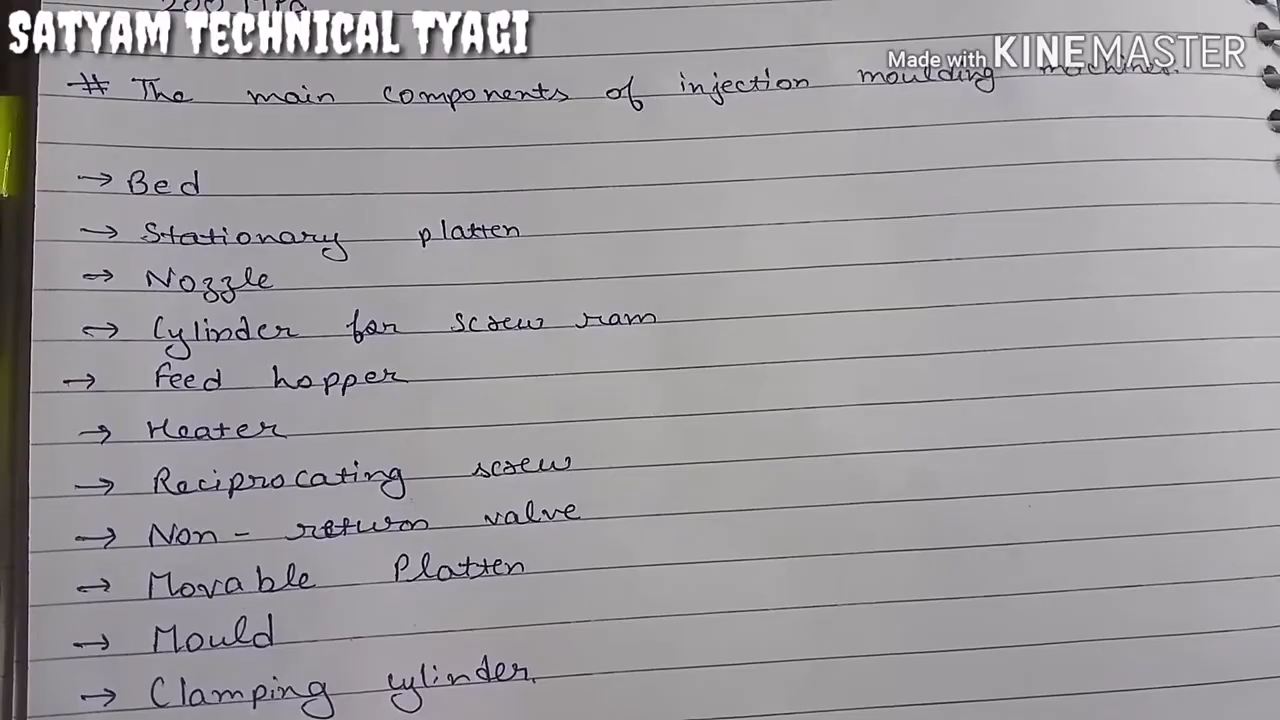 SATYAM TECHNICAL TYAGI
Made with KINEMASTER
# The main components of injection moulding machines.
→ Bed
→ Stationary platten
→ Nozzle
→ Cylinder for screw ram
→ feed hopper
→ Heater
→ Reciprocating screw
→ Non - return valve
→ Movable Platten
→ Mould
→ Clamping cylinder.